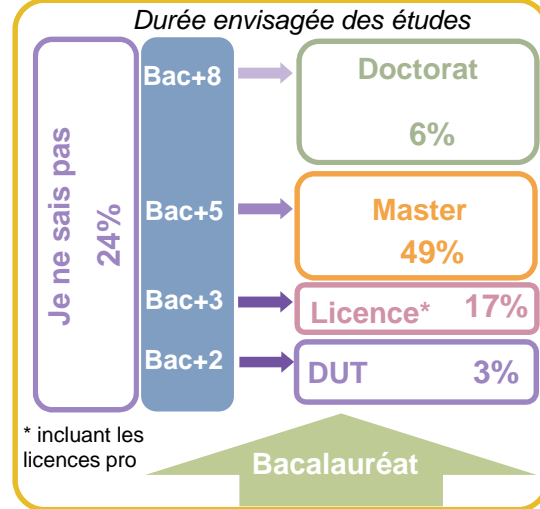 Durée envisagée des études
Je ne sais pas
24%
Bac+8
Doctorat
6%
Bac+5
Master
49%
Bac+3
Licence* 17%
Bac+2
DUT 3%
* incluant les
licences pro
Bacalauréat